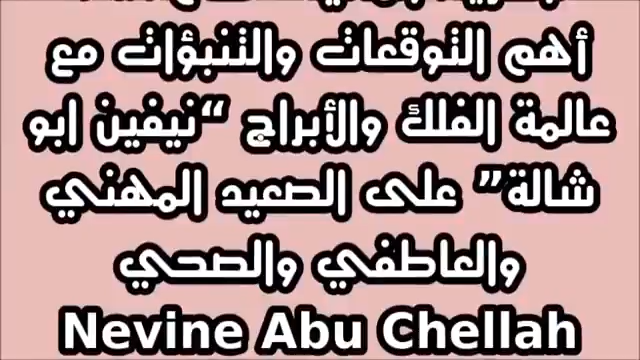 أهم التوقعات والتنبؤات مع
عالمة الفلك والأبراج “نيفين ابو
شالة” على الصعيد المهني
والعاطفي والصحي
Nevine Abu Chellah